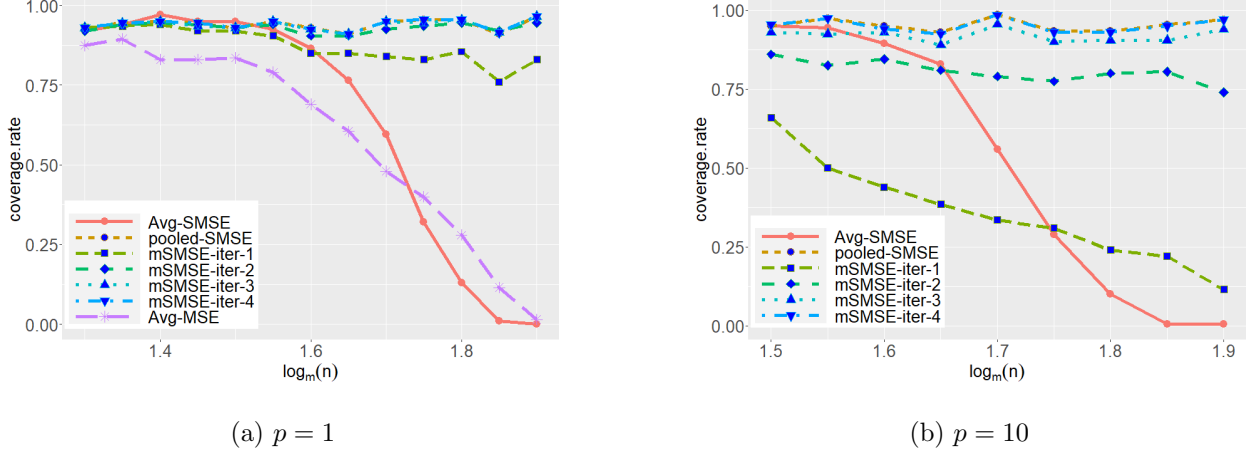 1.00
0.75
0.50
0.25
0.00
coverage.rate
Avg-SMSE
pooled-SMSE
mSMSE-iter-1
mSMSE-iter-2
mSMSE-iter-3
mSMSE-iter-4
Avg-MSE
1.4
1.6
1.8
log_m(n)
(a) p = 1
1.00
0.75
0.50
0.25
0.00
coverage.rate
Avg-SMSE
pooled-SMSE
mSMSE-iter-1
mSMSE-iter-2
mSMSE-iter-3
mSMSE-iter-4
1.5
1.6
1.7
1.8
1.9
log_m(n)
(b) p = 10